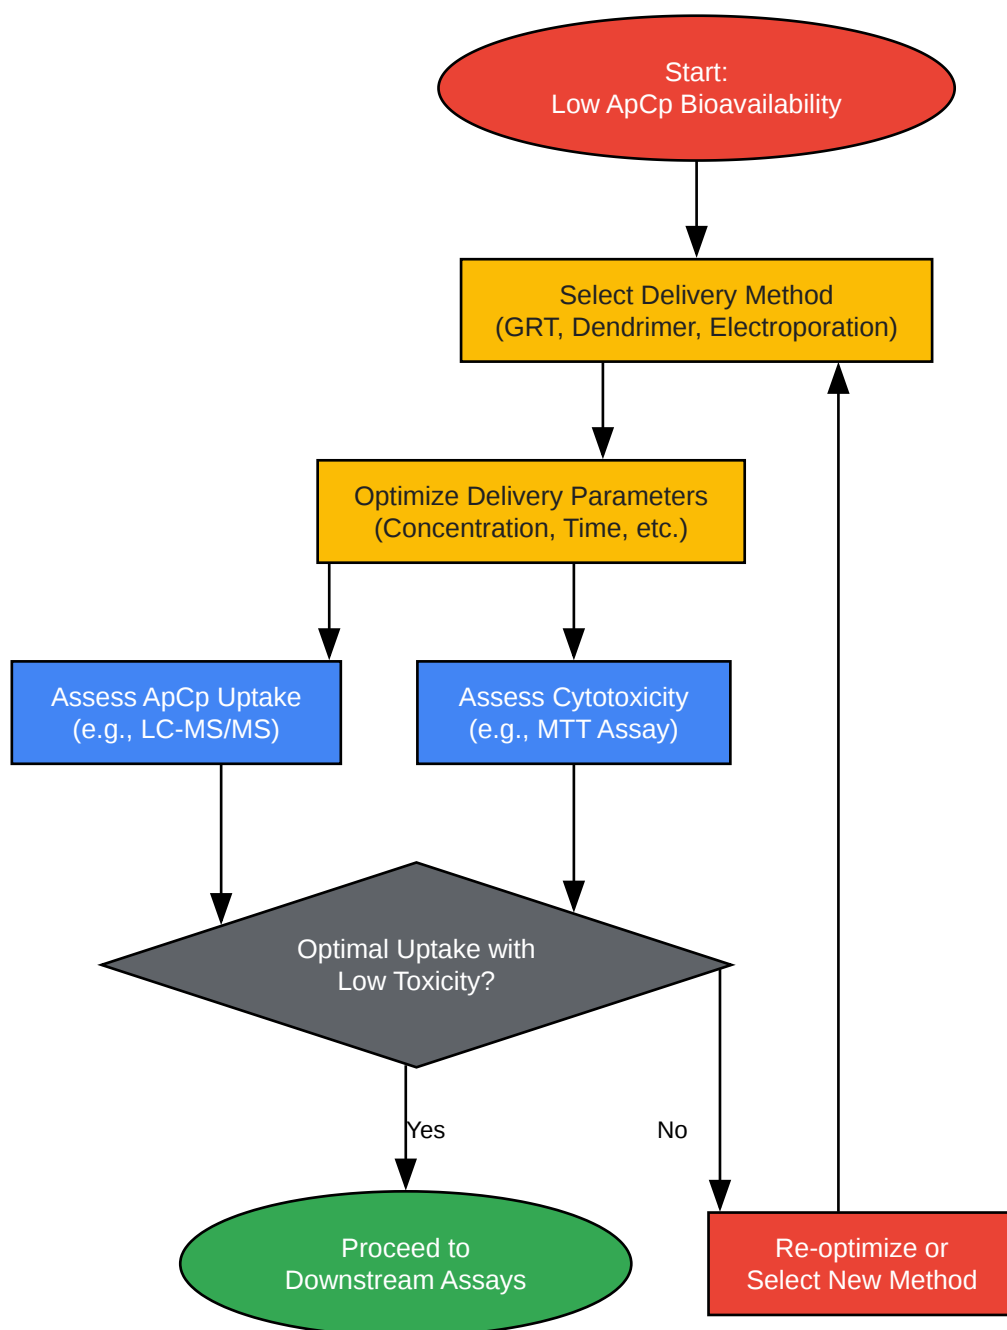 Start:
Low ApCp Bioavailability
Select Delivery Method
(GRT, Dendrimer, Electroporation)
Optimize Delivery Parameters
(Concentration, Time, etc.)
Assess ApCp Uptake
(e.g., LC-MS/MS)
Assess Cytotoxicity
(e.g., MTT Assay)
Optimal Uptake with
Low Toxicity?
Yes
No
Proceed to
Downstream Assays
Re-optimize or
Select New Method